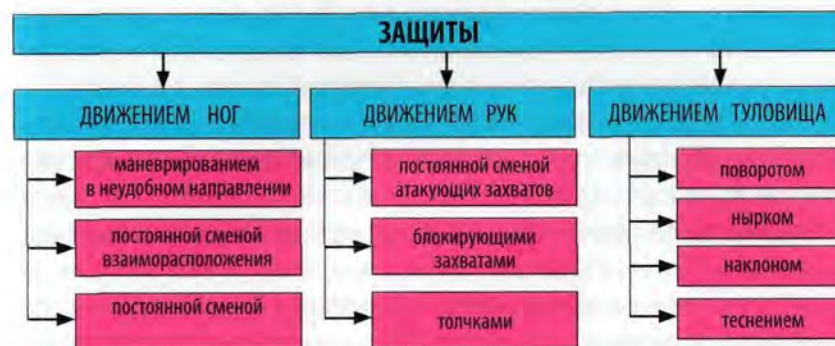 ЗАЩИТЫ
ДВИЖЕНИЕМ НОГ
маневрированием
в неудобном направлении
постоянной сменой
взаиморасположения
постоянной сменой
ДВИЖЕНИЕМ РУК
постоянной сменой
атакующих захватов
блокирующими
захватами
толчками
ДВИЖЕНИЕМ ТУЛОВИЩА
поворотом
нырком
наклоном
теснением